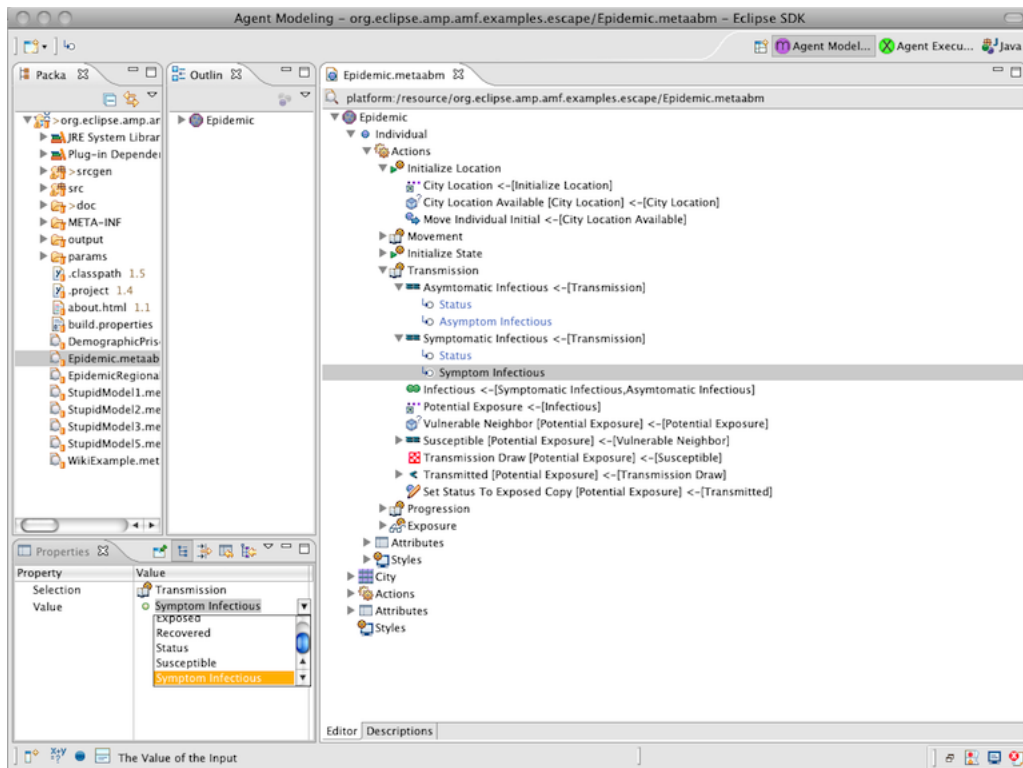 Agent Modeling – org.eclipse.amp.amf.examples.escape/Epidemic.metaabm – Eclipse SDK
Agent Model...
Agent Execu...
Java
Packa
Outlin
Epidemic.metaabm
platform:/resource/org.eclipse.amp.amf.examples.escape/Epidemic.metaabm
>org.eclipse.amp.ar
JRE System Librar
Plug-in Depender
>srcgen
src
>doc
META-INF
output
params
.classpath 1.5
.project 1.4
about.html 1.1
build.properties
DemographicPris
Epidemic.metaab
EpidemicRegiona
StupidModel1.me
StupidModel2.me
StupidModel3.me
StupidModel5.me
WikiExample.met
Epidemic
Epidemic
Individual
Actions
Initialize Location
City Location <-[Initialize Location]
City Location Available [City Location] <-[City Location]
Move Individual Initial <-[City Location Available]
Movement
Initialize State
Transmission
Asymtomatic Infectious <-[Transmission]
Status
Asymptom Infectious
Symptomatic Infectious <-[Transmission]
Status
Symptom Infectious
Infectious <-[Symptomatic Infectious,Asymtomatic Infectious]
Potential Exposure <-[Infectious]
Vulnerable Neighbor [Potential Exposure] <-[Potential Exposure]
Susceptible [Potential Exposure] <-[Vulnerable Neighbor]
Transmission Draw [Potential Exposure] <-[Susceptible]
Transmitted [Potential Exposure] <-[Transmission Draw]
Set Status To Exposed Copy [Potential Exposure] <-[Transmitted]
Progression
Exposure
Attributes
Styles
City
Actions
Attributes
Styles
Properties
Property Value
Selection Transmission
Value Symptom Infectious
Exposed
Recovered
Status
Susceptible
Symptom Infectious
Editor Descriptions
The Value of the Input